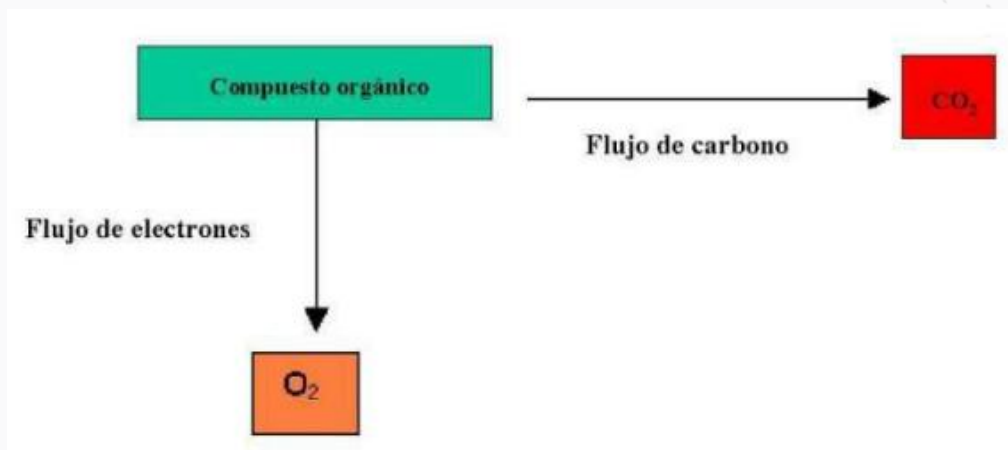 Compuesto orgánico
CO₂
Flujo de carbono
Flujo de electrones
O₂